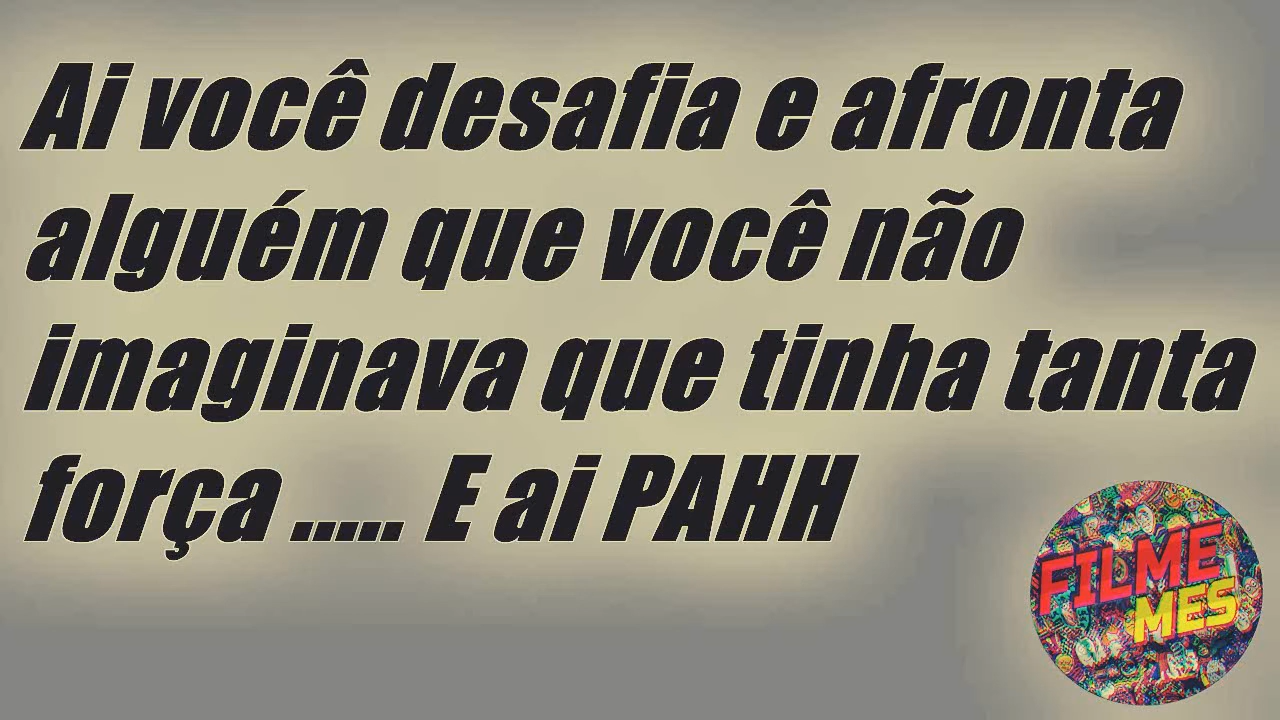 Ai você desafia e afronta
alguém que você não
imaginava que tinha tanta
força ..... E ai PAHH
FILME
MES